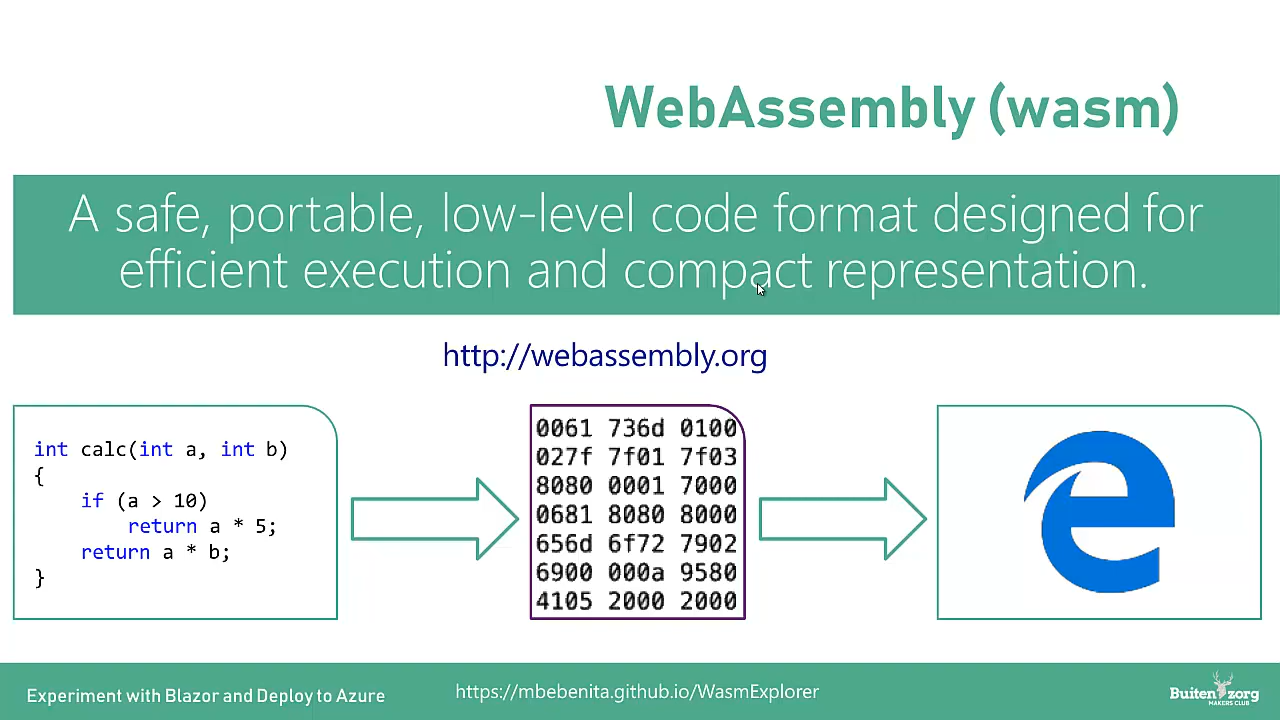 WebAssembly (wasm)
A safe, portable, low-level code format designed for
efficient execution and compact representation.
http://webassembly.org
int calc(int a, int b)
{
    if (a > 10)
        return a * 5;
    return a * b;
}
0061 736d 0100
027f 7f01 7f03
8080 0001 7000
0681 8080 8000
656d 6f72 7902
6900 000a 9580
4105 2000 2000
Experiment with Blazor and Deploy to Azure
https://mbebenita.github.io/WasmExplorer
Buitenzorg
MAKERS CLUB